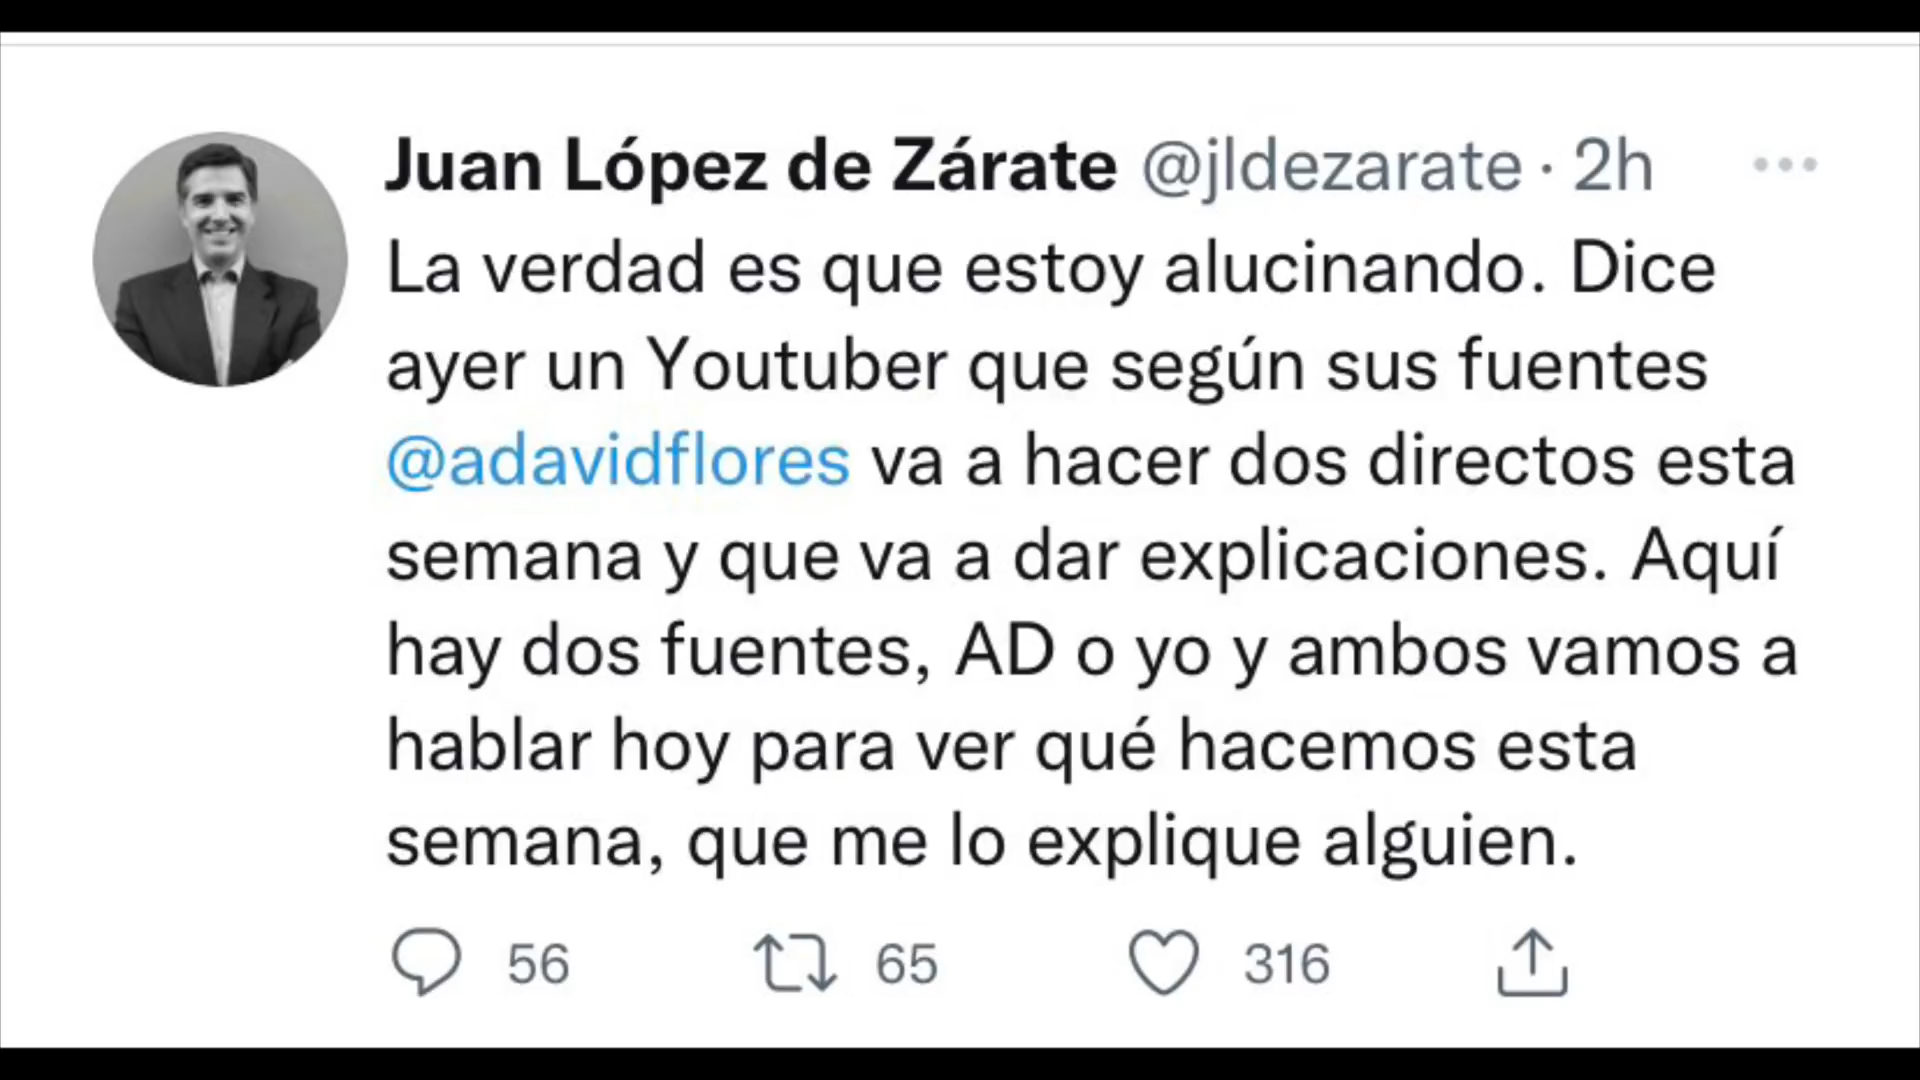 Juan López de Zárate @jldezarate · 2h
La verdad es que estoy alucinando. Dice
ayer un Youtuber que según sus fuentes
@adavidflores va a hacer dos directos esta
semana y que va a dar explicaciones. Aquí
hay dos fuentes, AD o yo y ambos vamos a
hablar hoy para ver qué hacemos esta
semana, que me lo explique alguien.
56 65 316